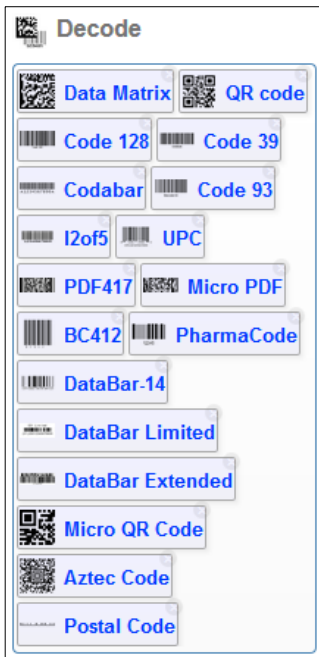 Decode
Data Matrix QR code
Code 128 Code 39
Codabar Code 93
I2of5 UPC
PDF417 Micro PDF
BC412 PharmaCode
DataBar-14
DataBar Limited
DataBar Extended
Micro QR Code
Aztec Code
Postal Code